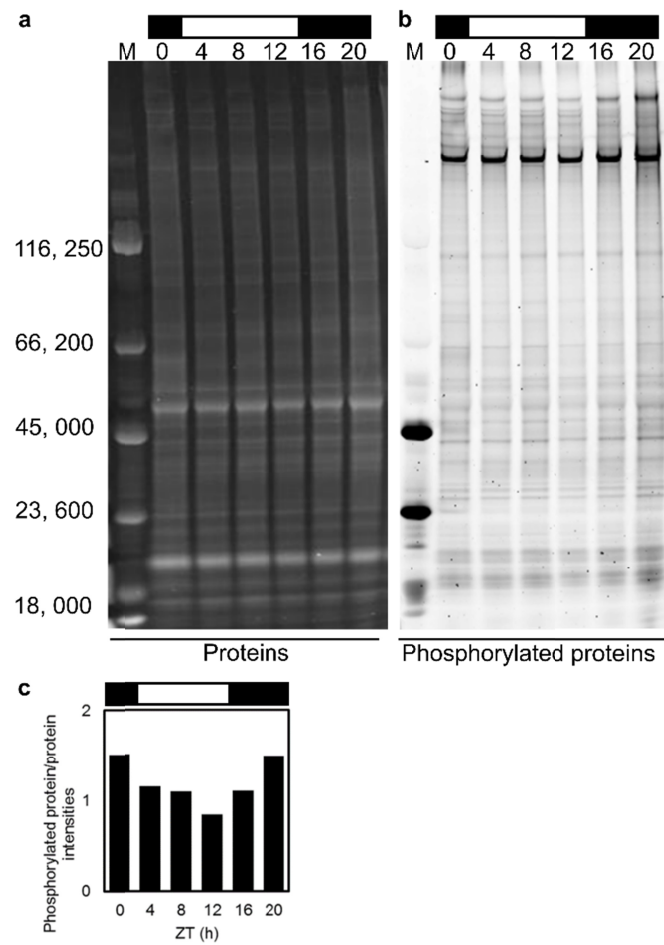 a
M 0 4 8 12 16 20
116, 250
66, 200
45, 000
23, 600
18, 000
Proteins
b
M 0 4 8 12 16 20
Phosphorylated proteins
c
Phosphorylated protein/protein
intensities
2
1
0
0 4 8 12 16 20
ZT (h)